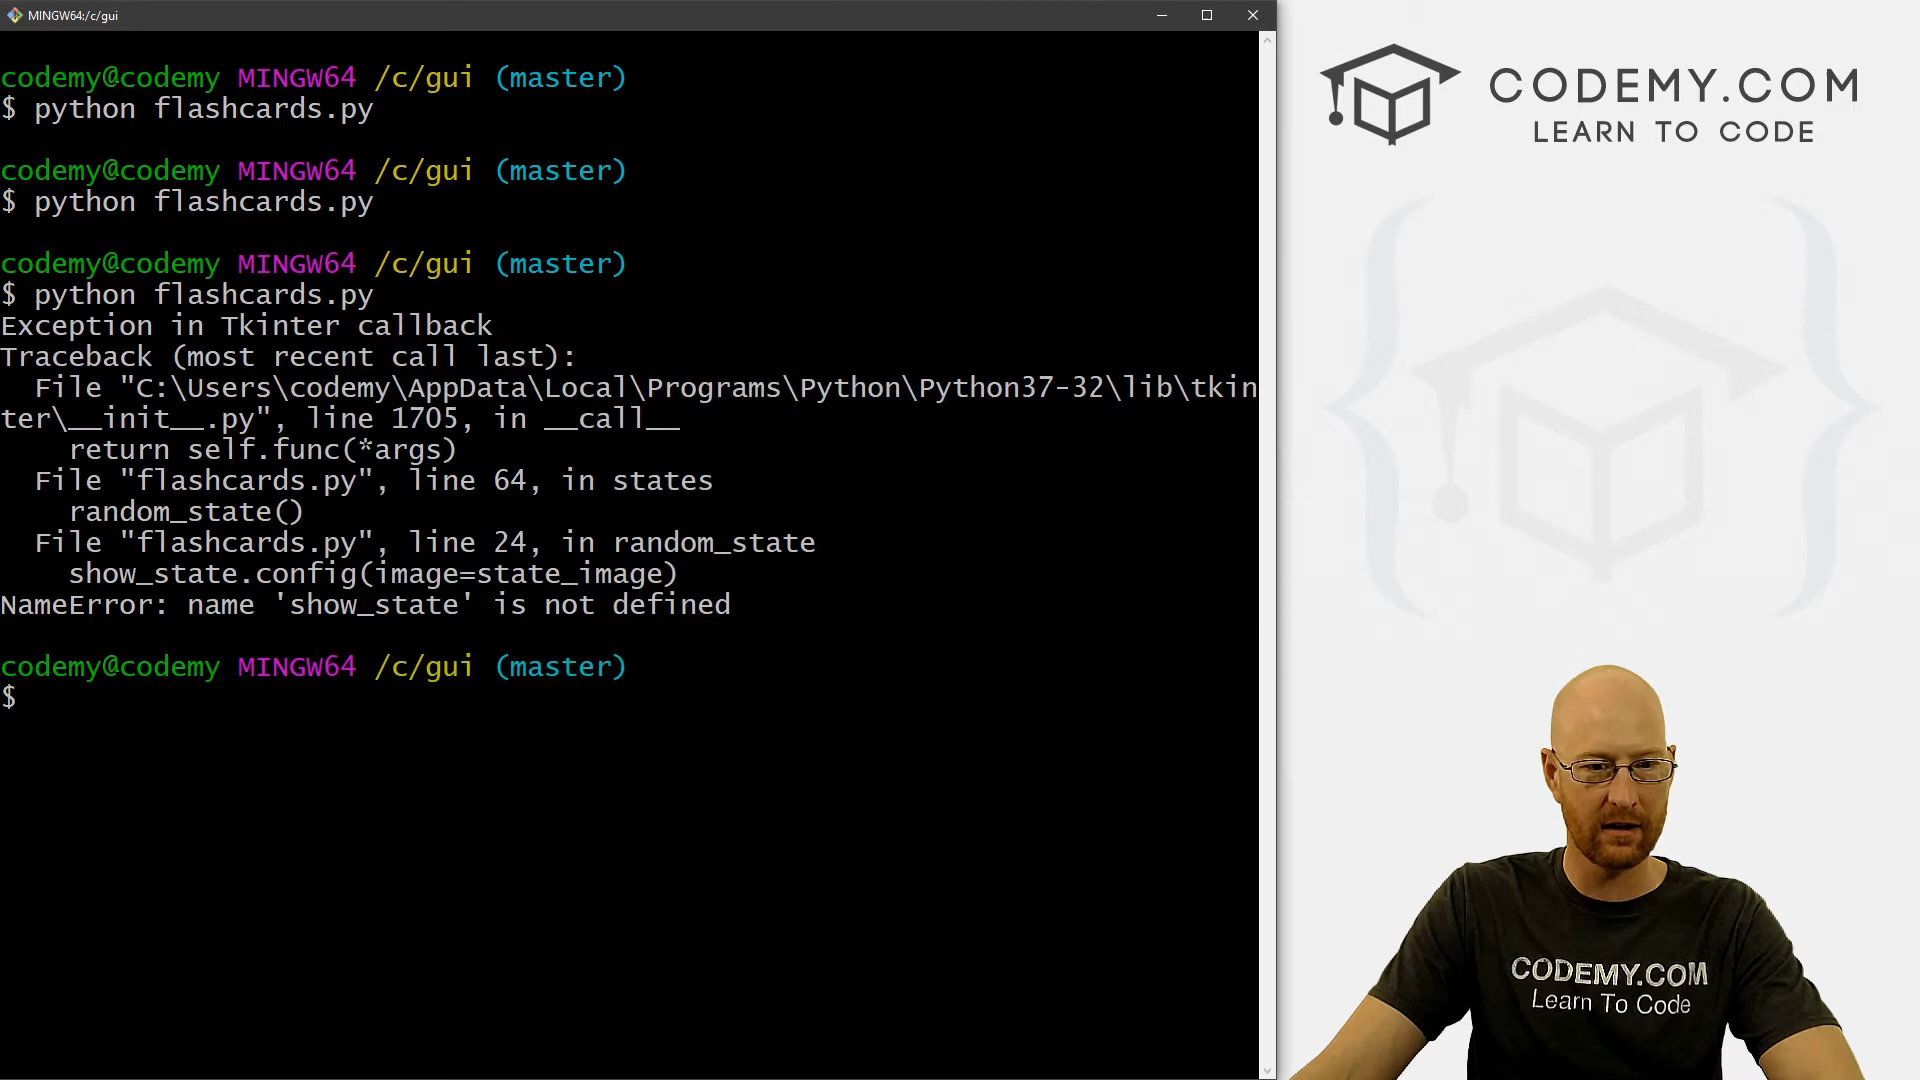 MINGW64:/c/gui
codemy@codemy MINGW64 /c/gui (master)
$ python flashcards.py
codemy@codemy MINGW64 /c/gui (master)
$ python flashcards.py
codemy@codemy MINGW64 /c/gui (master)
$ python flashcards.py
Exception in Tkinter callback
Traceback (most recent call last):
  File "C:\Users\codemy\AppData\Local\Programs\Python\Python37-32\lib\tkin
ter\__init__.py", line 1705, in __call__
    return self.func(*args)
  File "flashcards.py", line 64, in states
    random_state()
  File "flashcards.py", line 24, in random_state
    show_state.config(image=state_image)
NameError: name 'show_state' is not defined
codemy@codemy MINGW64 /c/gui (master)
$
CODEMY.COM
LEARN TO CODE
CODEMY.COM
Learn To Code